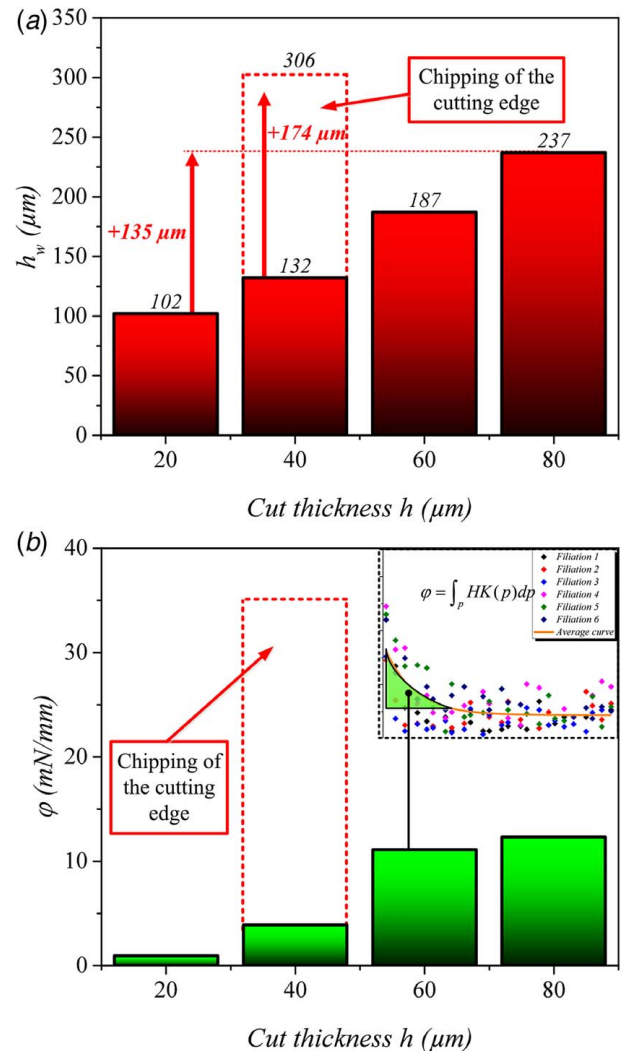 (a)
350
300
250
200
150
100
50
0
h_w (μm)
306
Chipping of the
cutting edge
+174 μm
237
+135 μm
187
132
102
20
40
60
80
Cut thickness h (μm)
(b)
40
30
20
10
0
φ (mN/mm)
φ = ∫_p HK(p)dp
Filiation 1
Filiation 2
Filiation 3
Filiation 4
Filiation 5
Filiation 6
Average curve
Chipping of
the cutting
edge
20
40
60
80
Cut thickness h (μm)